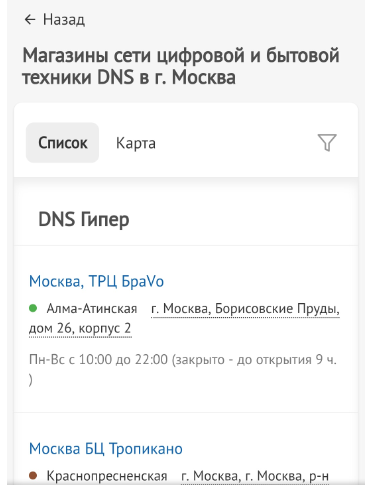 ← Назад
Магазины сети цифровой и бытовой
техники DNS в г. Москва
Список Карта
DNS Гипер
Москва, ТРЦ БраVo
Алма-Атинская г. Москва, Борисовские Пруды,
дом 26, корпус 2
Пн-Вс с 10:00 до 22:00 (закрыто - до открытия 9 ч.
)
Москва БЦ Тропикано
Краснопресненская г. Москва, г. Москва, р-н